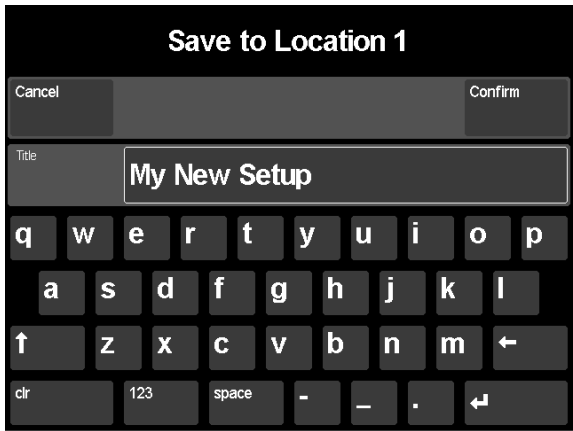 Save to Location 1
Cancel Confirm
Title My New Setup
q w e r t y u i o p
a s d f g h j k l
↑ z x c v b n m ←
clr 123 space - _ . ↵